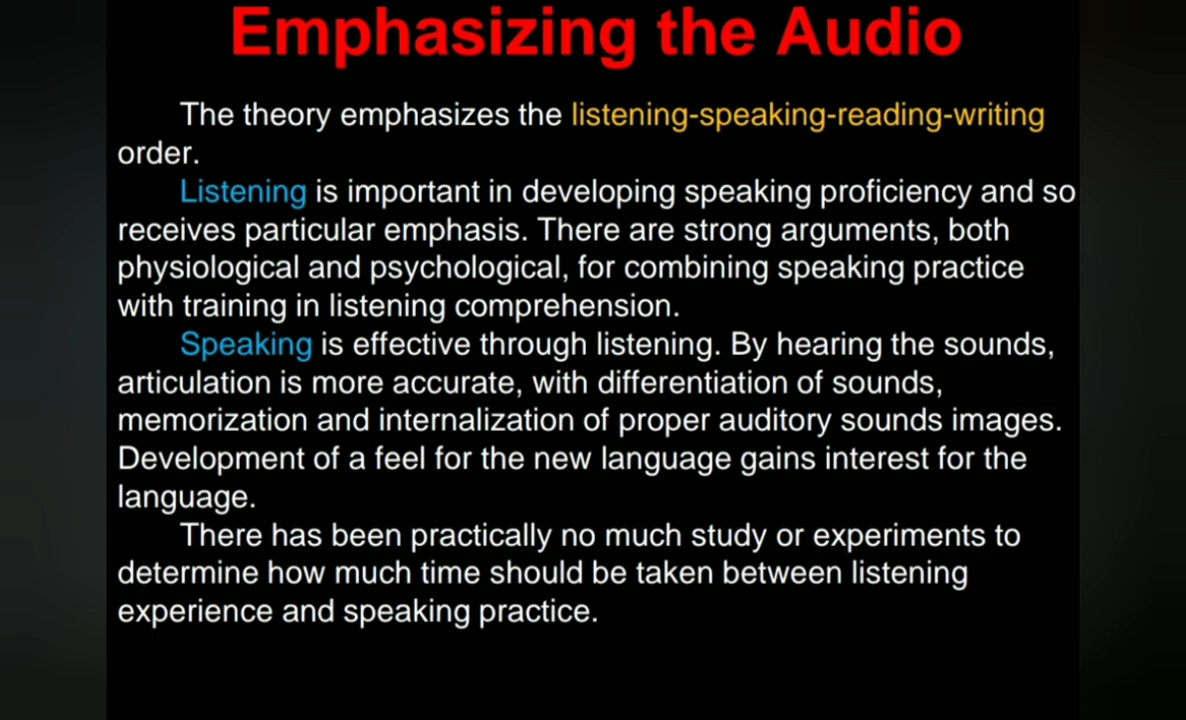 Emphasizing the Audio
The theory emphasizes the listening-speaking-reading-writing
order.
Listening is important in developing speaking proficiency and so
receives particular emphasis. There are strong arguments, both
physiological and psychological, for combining speaking practice
with training in listening comprehension.
Speaking is effective through listening. By hearing the sounds,
articulation is more accurate, with differentiation of sounds,
memorization and internalization of proper auditory sounds images.
Development of a feel for the new language gains interest for the
language.
There has been practically no much study or experiments to
determine how much time should be taken between listening
experience and speaking practice.